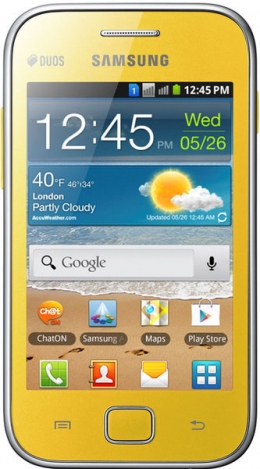 DUOS SAMSUNG
1 12:45 PM
12:45 PM Wed
05/26
40°F 46°/34°
London
Partly Cloudy
AccuWeather.com Updated 05/26 12:45 AM
Google
Ch@t
ChatON Samsung / Maps Play Store